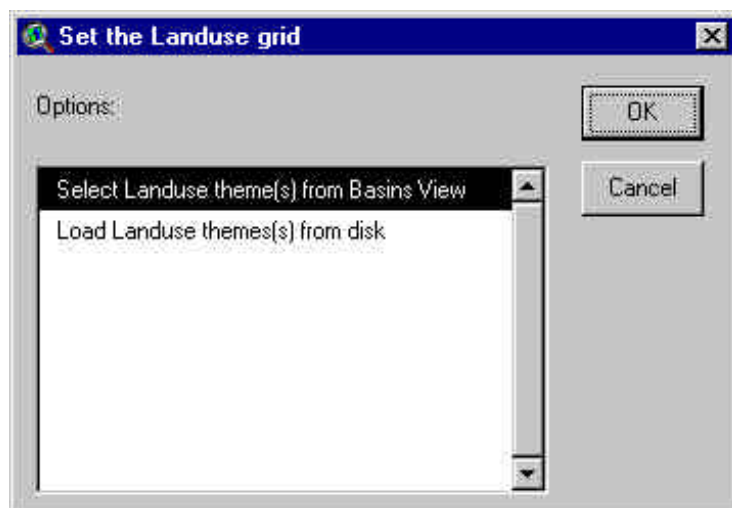 Set the Landuse grid
Options:
OK
Select Landuse theme(s) from Basins View
Cancel
Load Landuse themes(s) from disk